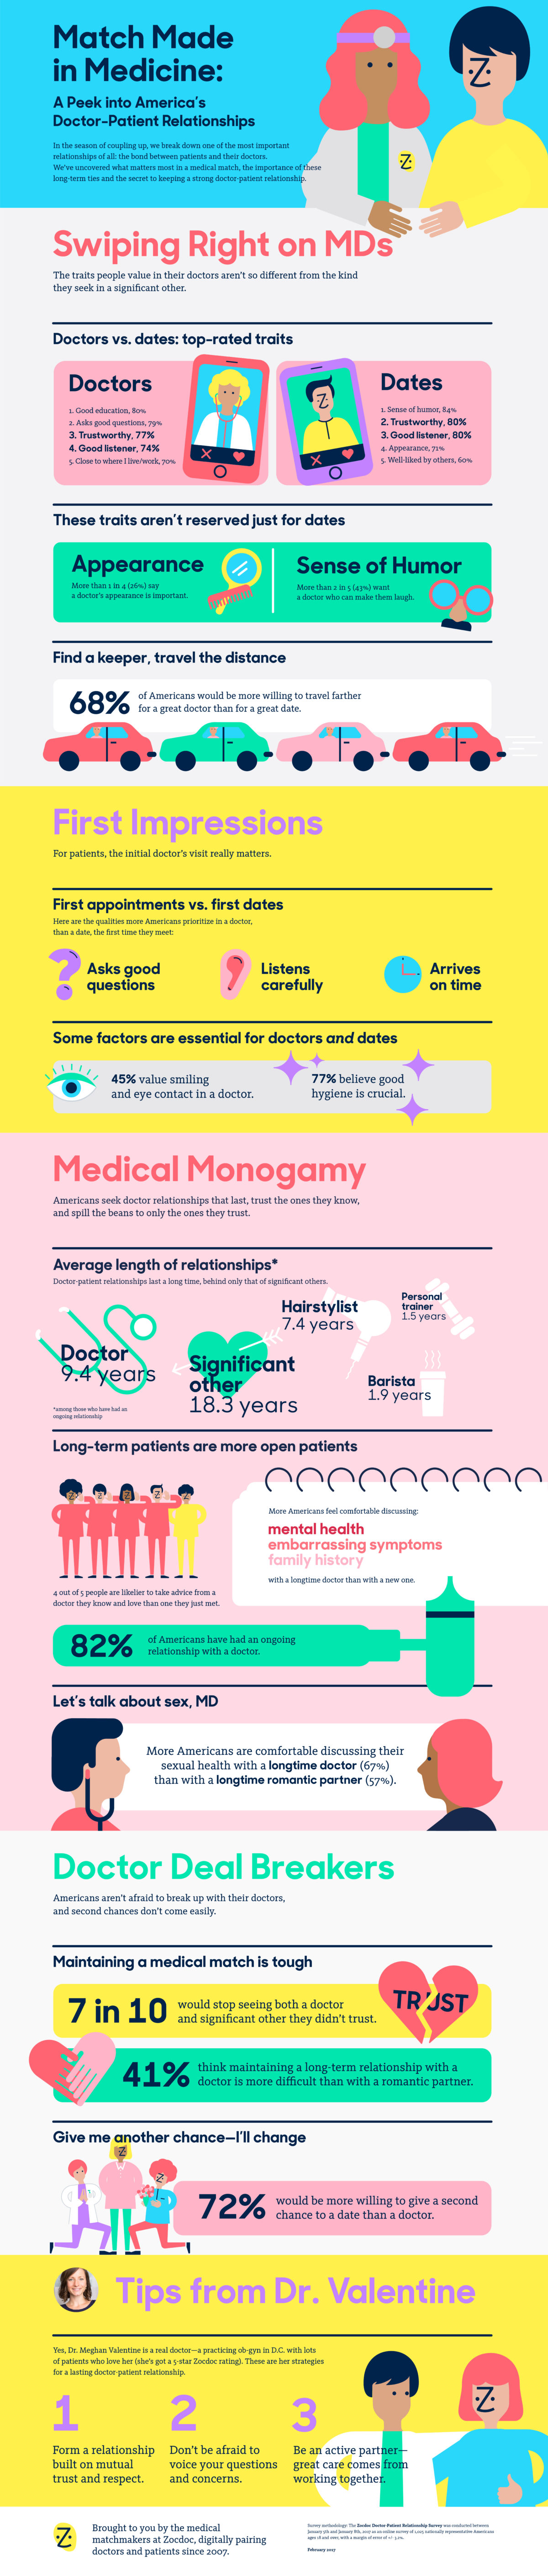 Match Made
in Medicine:
A Peek into America's
Doctor-Patient Relationships
In the season of coupling up, we break down one of the most important
relationships of all: the bond between patients and their doctors.
We've uncovered what matters most in a medical match, the importance of these
long-term ties and the secret to keeping a strong doctor-patient relationship.
Swiping Right on MDs
The traits people value in their doctors aren't so different from the kind
they seek in a significant other.
Doctors vs. dates: top-rated traits
Doctors
1. Good education, 80%
2. Asks good questions, 79%
3. Trustworthy, 77%
4. Good listener, 74%
5. Close to where I live/work, 70%
Dates
1. Sense of humor, 84%
2. Trustworthy, 80%
3. Good listener, 80%
4. Appearance, 71%
5. Well-liked by others, 60%
These traits aren't reserved just for dates
Appearance
More than 1 in 4 (26%) say
a doctor's appearance is important.
Sense of Humor
More than 2 in 5 (43%) want
a doctor who can make them laugh.
Find a keeper, travel the distance
68% of Americans would be more willing to travel farther
for a great doctor than for a great date.
First Impressions
For patients, the initial doctor's visit really matters.
First appointments vs. first dates
Here are the qualities more Americans prioritize in a doctor,
than a date, the first time they meet:
Asks good
questions
Listens
carefully
Arrives
on time
Some factors are essential for doctors and dates
45% value smiling
and eye contact in a doctor.
77% believe good
hygiene is crucial.
Medical Monogamy
Americans seek doctor relationships that last, trust the ones they know,
and spill the beans to only the ones they trust.
Average length of relationships*
Doctor-patient relationships last a long time, behind only that of significant others.
Doctor
9.4 years
Significant
other
18.3 years
Hairstylist
7.4 years
Personal
trainer
1.5 years
Barista
1.9 years
*among those who have had an
ongoing relationship
Long-term patients are more open patients
4 out of 5 people are likelier to take advice from a
doctor they know and love than one they just met.
More Americans feel comfortable discussing:
mental health
embarrassing symptoms
family history
with a longtime doctor than with a new one.
82% of Americans have had an ongoing
relationship with a doctor.
Let's talk about sex, MD
More Americans are comfortable discussing their
sexual health with a longtime doctor (67%)
than with a longtime romantic partner (57%).
Doctor Deal Breakers
Americans aren't afraid to break up with their doctors,
and second chances don't come easily.
Maintaining a medical match is tough
7 in 10 would stop seeing both a doctor
and significant other they didn't trust.
TRUST
41% think maintaining a long-term relationship with a
doctor is more difficult than with a romantic partner.
Give me another chance—I'll change
72% would be more willing to give a second
chance to a date than a doctor.
Tips from Dr. Valentine
Yes, Dr. Meghan Valentine is a real doctor—a practicing ob-gyn in D.C. with lots
of patients who love her (she's got a 5-star Zocdoc rating). These are her strategies
for a lasting doctor-patient relationship.
1
Form a relationship
built on mutual
trust and respect.
2
Don't be afraid to
voice your questions
and concerns.
3
Be an active partner—
great care comes from
working together.
Brought to you by the medical
matchmakers at Zocdoc, digitally pairing
doctors and patients since 2007.
Survey methodology: The Zocdoc Doctor-Patient Relationship Survey was conducted between
January 5th and January 8th, 2017 as an online survey of nationally representative Americans
ages 18 and over, with a margin of error of
February 2017